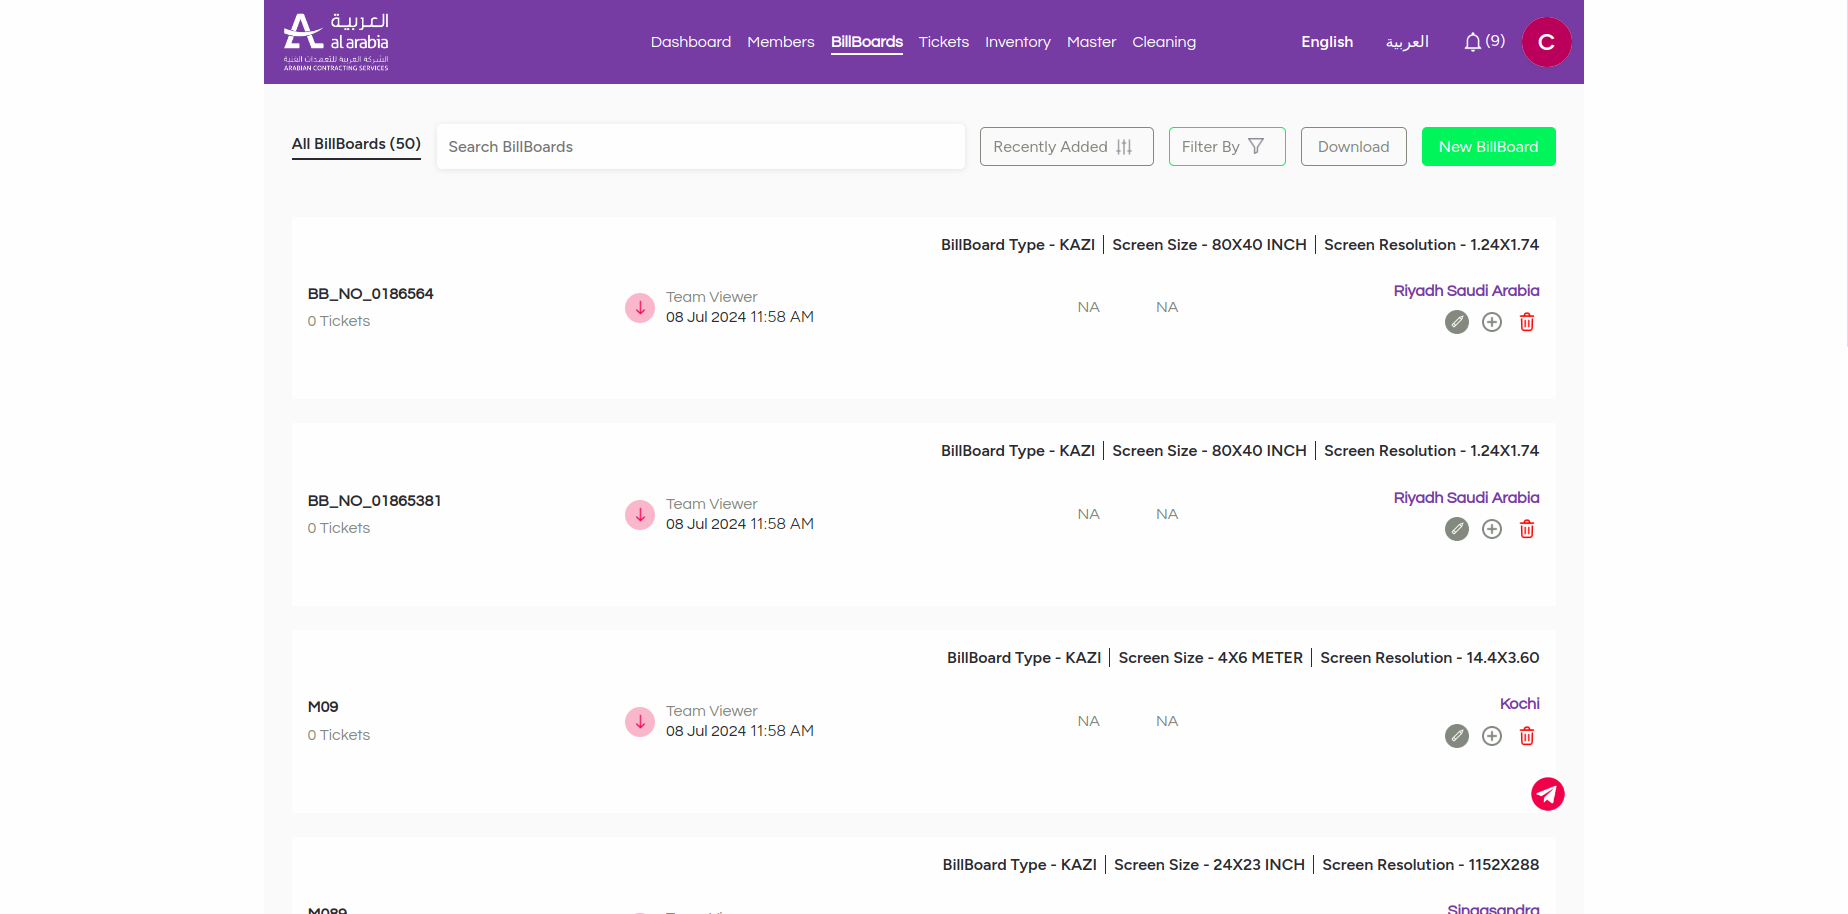 العربية
al arabia
الشركة العربية للتعهدات الفنية
ARABIAN CONTRACTING SERVICES
Dashboard Members BillBoards Tickets Inventory Master Cleaning English العربية (9) C
All BillBoards (50) Search BillBoards Recently Added Filter By Download New BillBoard
BillBoard Type - KAZI Screen Size - 80X40 INCH Screen Resolution - 1.24X1.74
BB_NO_0186564
0 Tickets
Team Viewer
08 Jul 2024 11:58 AM
NA NA
Riyadh Saudi Arabia
BillBoard Type - KAZI Screen Size - 80X40 INCH Screen Resolution - 1.24X1.74
BB_NO_01865381
0 Tickets
Team Viewer
08 Jul 2024 11:58 AM
NA NA
Riyadh Saudi Arabia
BillBoard Type - KAZI Screen Size - 4X6 METER Screen Resolution - 14.4X3.60
M09
0 Tickets
Team Viewer
08 Jul 2024 11:58 AM
NA NA
Kochi
BillBoard Type - KAZI Screen Size - 24X23 INCH Screen Resolution - 1152X288
M089
Singasandra